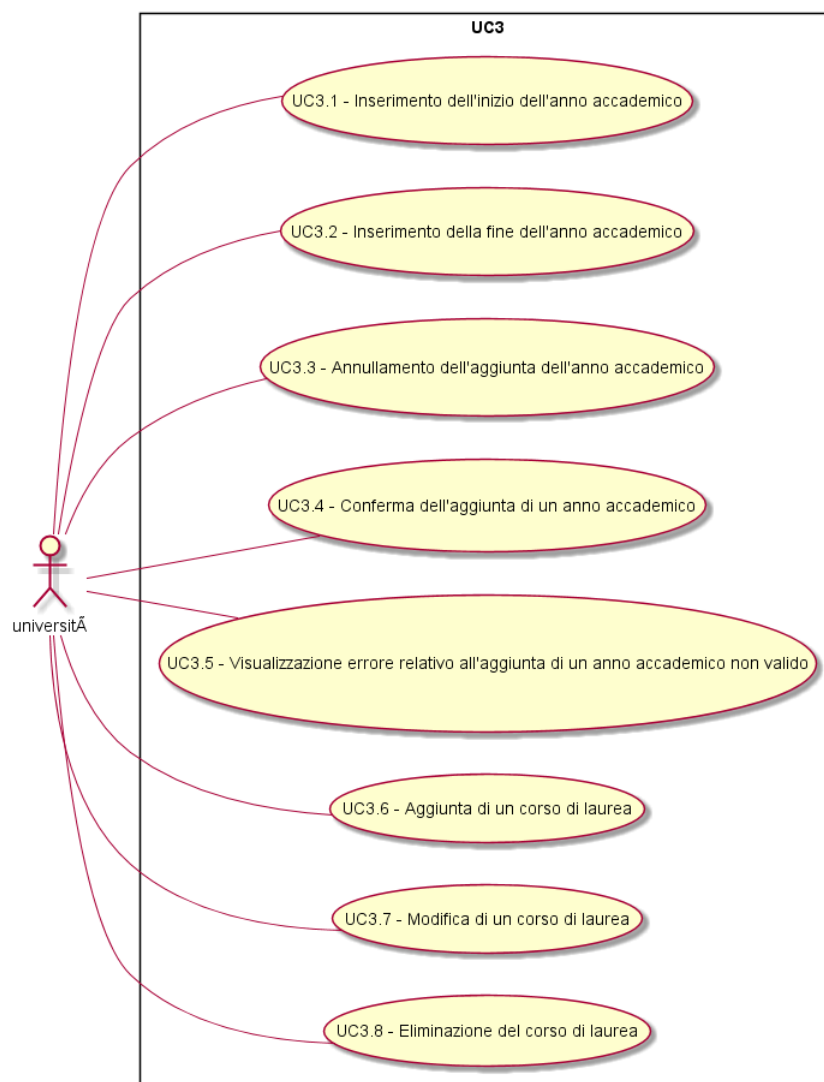 UC3
UC3.1 - Inserimento dell'inizio dell'anno accademico
UC3.2 - Inserimento della fine dell'anno accademico
UC3.3 - Annullamento dell'aggiunta dell'anno accademico
UC3.4 - Conferma dell'aggiunta di un anno accademico
universitÃ
UC3.5 - Visualizzazione errore relativo all'aggiunta di un anno accademico non valido
UC3.6 - Aggiunta di un corso di laurea
UC3.7 - Modifica di un corso di laurea
UC3.8 - Eliminazione del corso di laurea